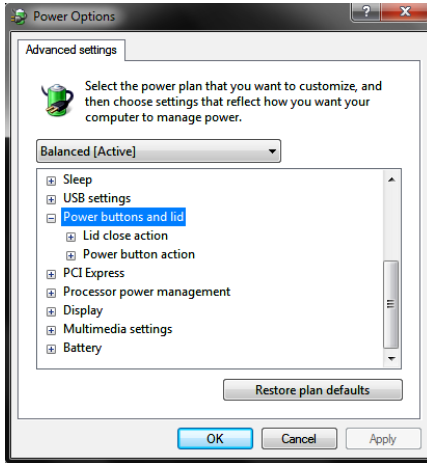 Power Options
Advanced settings
Select the power plan that you want to customize, and
then choose settings that reflect how you want your
computer to manage power.
Balanced [Active]
Sleep
USB settings
Power buttons and lid
Lid close action
Power button action
PCI Express
Processor power management
Display
Multimedia settings
Battery
Restore plan defaults
OK Cancel Apply